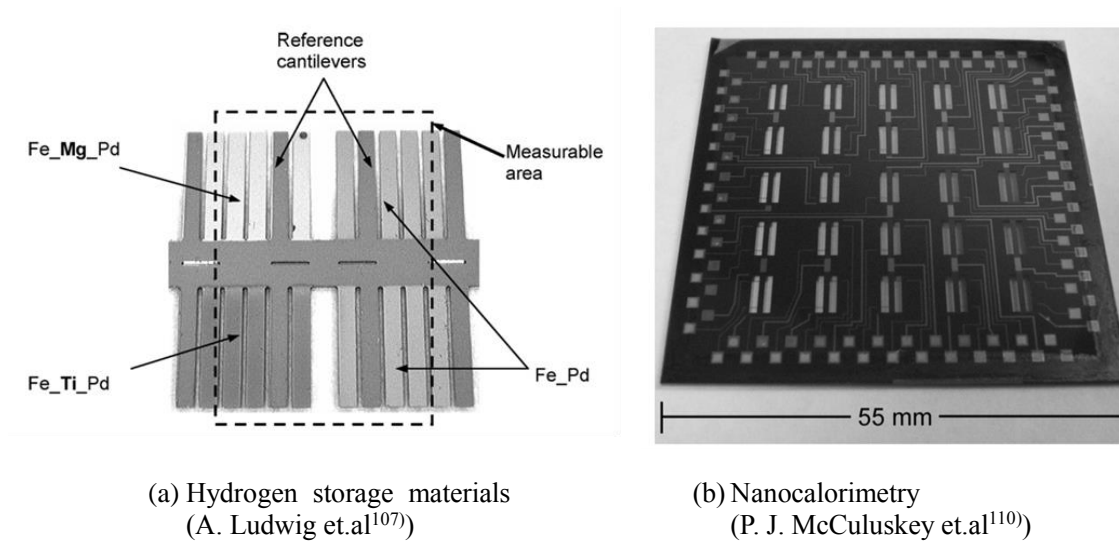 Reference
cantilevers
Fe_Mg_Pd
Measurable
area
Fe_Ti_Pd
Fe_Pd
55 mm
(a) Hydrogen storage materials
(A. Ludwig et.al107))
(b) Nanocalorimetry
(P. J. McCuluskey et.al110))